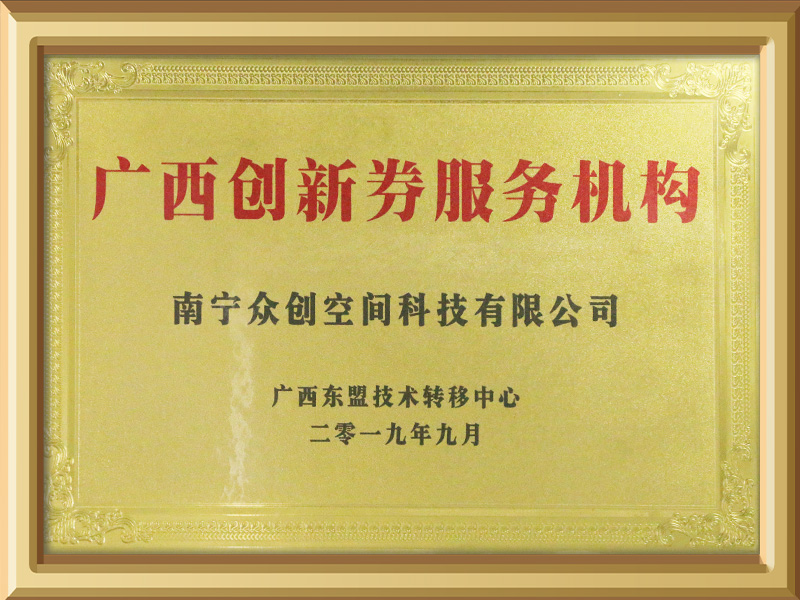 广西创新券服务机构
南宁众创空间科技有限公司
广西东盟技术转移中心
二零一九年九月